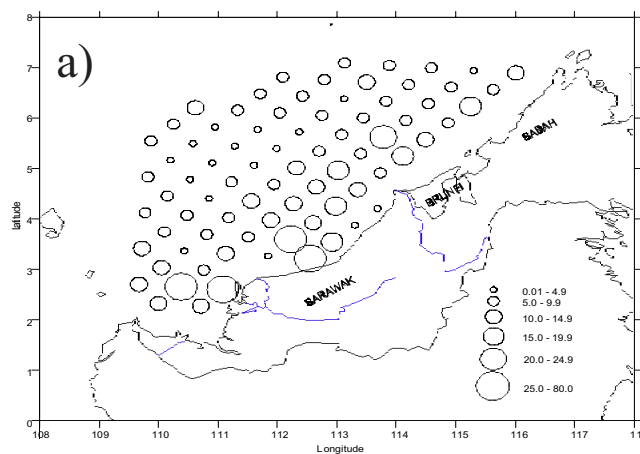 a)
8
7
6
5
4
3
2
1
0
latitude
SABAH
BRUNEI
SARAWAK
0.01 - 4.9
5.0 - 9.9
10.0 - 14.9
15.0 - 19.9
20.0 - 24.9
25.0 - 80.0
108 109 110 111 112 113 114 115 116 117 11
Longitude